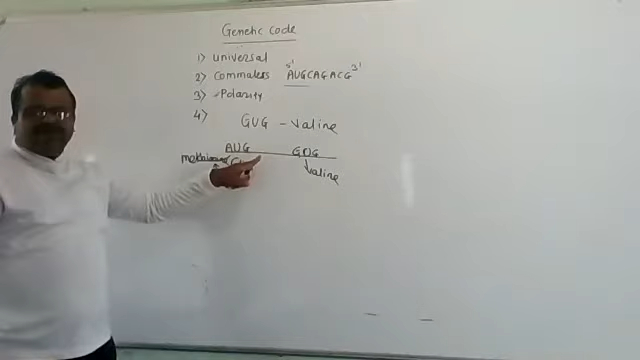 Genetic code
1) universal
2) Commaless 5' AUGCAGACG 3'
3) Polarity
4)
GUG - Valine
AUG GUG
Valine